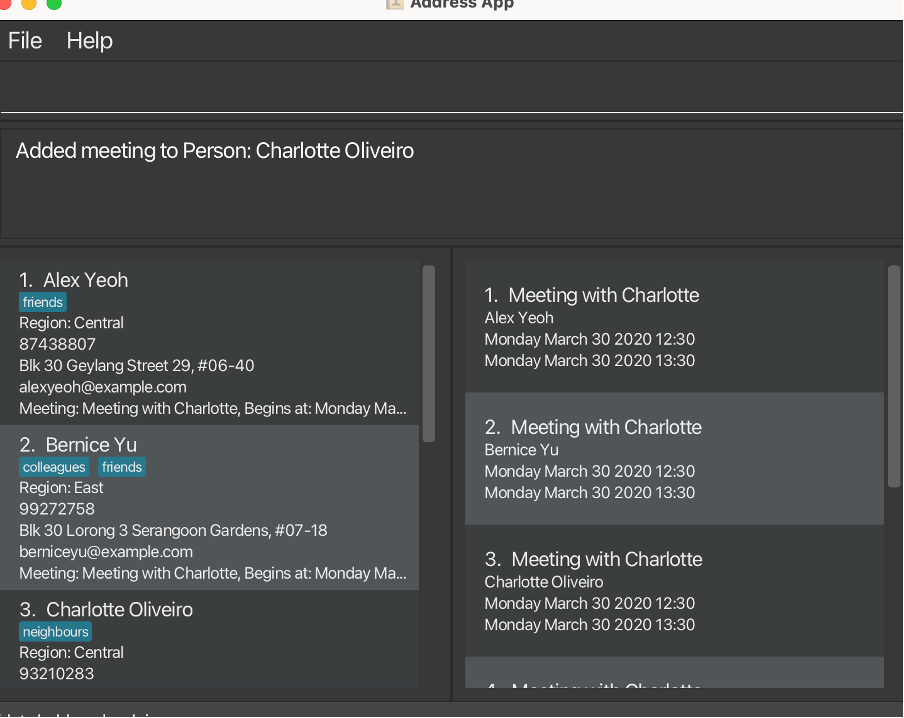 Address App
File Help
Added meeting to Person: Charlotte Oliveiro
1. Alex Yeoh
friends
Region: Central
87438807
Blk 30 Geylang Street 29, #06-40
alexyeoh@example.com
Meeting: Meeting with Charlotte, Begins at: Monday Ma...
2. Bernice Yu
colleagues friends
Region: East
99272758
Blk 30 Lorong 3 Serangoon Gardens, #07-18
berniceyu@example.com
Meeting: Meeting with Charlotte, Begins at: Monday Ma...
3. Charlotte Oliveiro
neighbours
Region: Central
93210283
1. Meeting with Charlotte
Alex Yeoh
Monday March 30 2020 12:30
Monday March 30 2020 13:30
2. Meeting with Charlotte
Bernice Yu
Monday March 30 2020 12:30
Monday March 30 2020 13:30
3. Meeting with Charlotte
Charlotte Oliveiro
Monday March 30 2020 12:30
Monday March 30 2020 13:30
4. Meeting with Charlotte